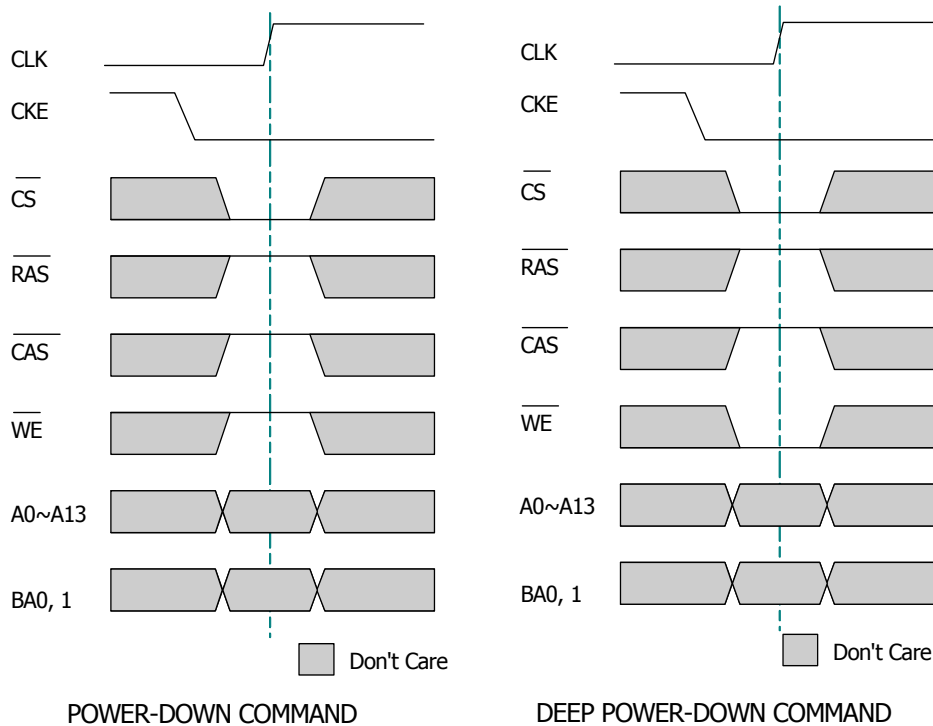 CLK
CKE
CS
RAS
CAS
WE
A0~A13
BA0, 1
Don't Care
POWER-DOWN COMMAND
CLK
CKE
CS
RAS
CAS
WE
A0~A13
BA0, 1
Don't Care
DEEP POWER-DOWN COMMAND